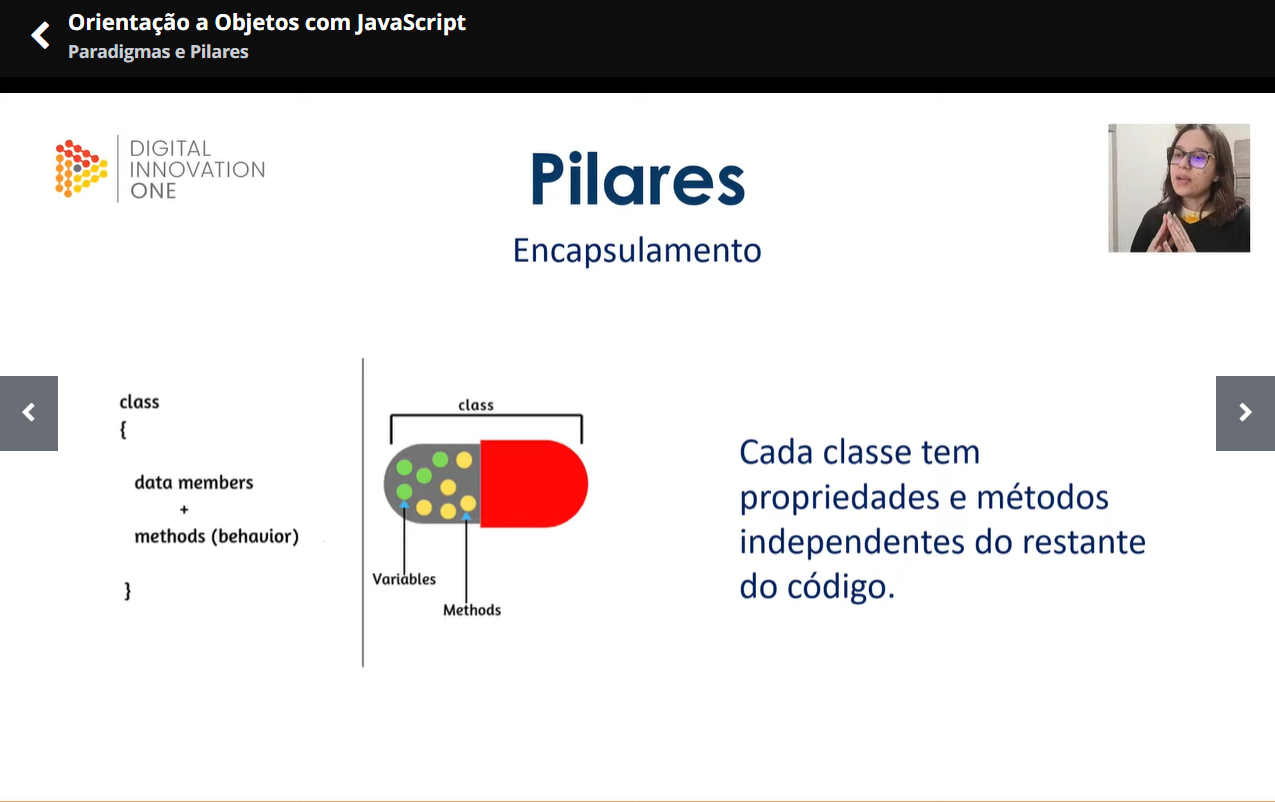 Orientação a Objetos com JavaScript
Paradigmas e Pilares
DIGITAL
INNOVATION
ONE
Pilares
Encapsulamento
class
{
data members
+
methods (behavior)
}
class
Variables
Methods
Cada classe tem
propriedades e métodos
independentes do restante
do código.